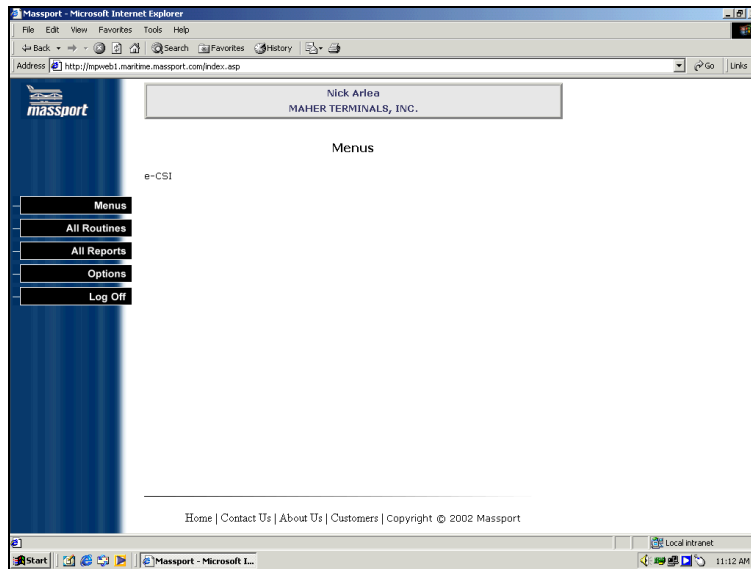 Massport - Microsoft Internet Explorer
File Edit View Favorites Tools Help
Back Search Favorites History
Address http://mpweb1.maritime.massport.com/index.asp Go Links
massport
Nick Arlea
MAHER TERMINALS, INC.
Menus
e-CSI
Menus
All Routines
All Reports
Options
Log Off
Home | Contact Us | About Us | Customers | Copyright © 2002 Massport
Local intranet
Start Massport - Microsoft I... 11:12 AM